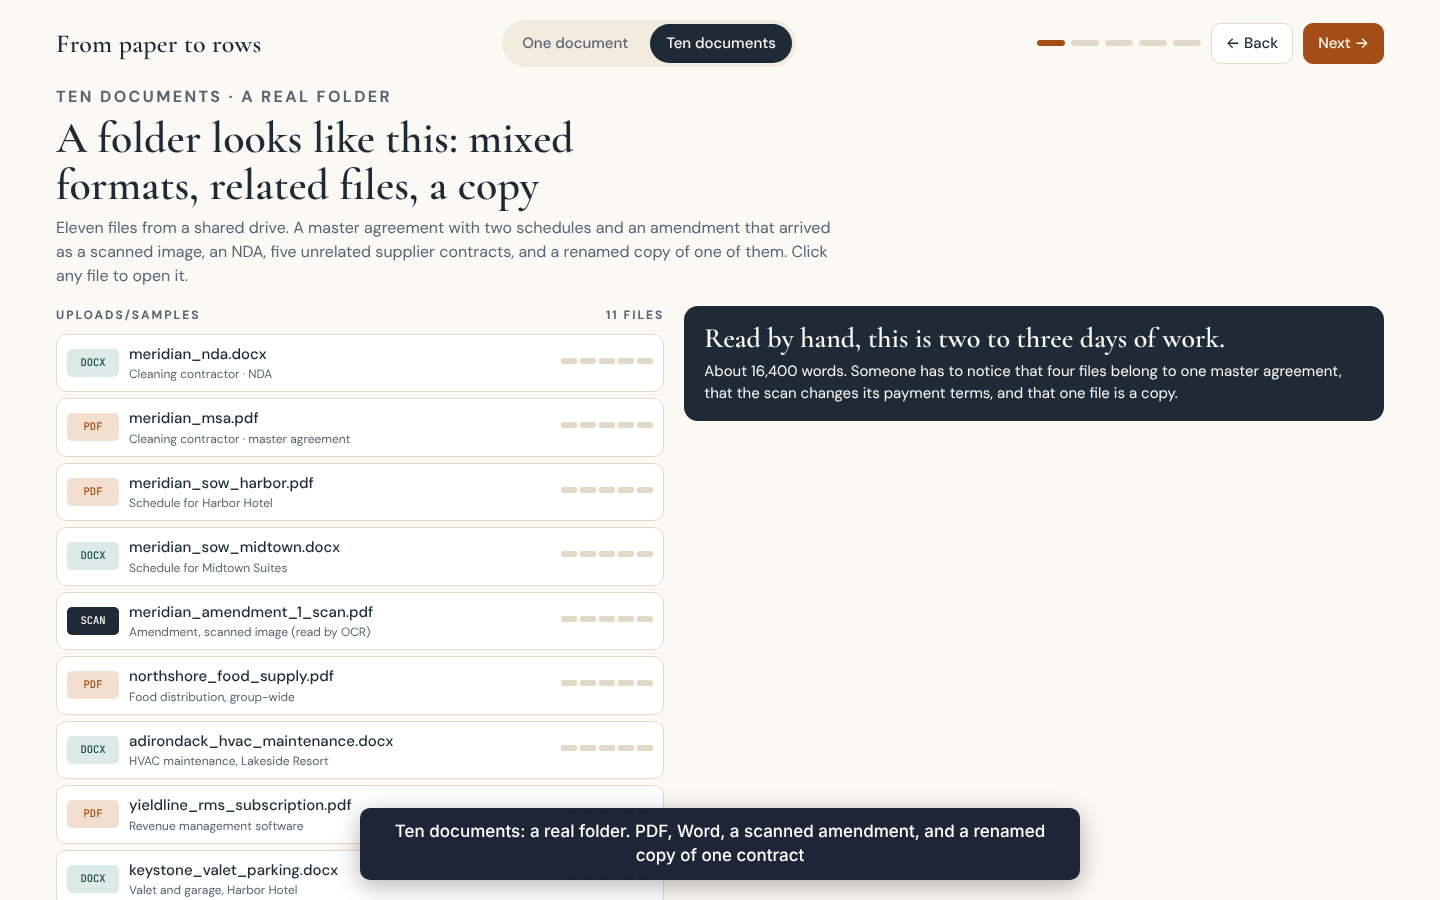 From paper to rows
One document
Ten documents
← Back
Next →
TEN DOCUMENTS · A REAL FOLDER
A folder looks like this: mixed
formats, related files, a copy
Eleven files from a shared drive. A master agreement with two schedules and an amendment that arrived
as a scanned image, an NDA, five unrelated supplier contracts, and a renamed copy of one of them. Click
any file to open it.
UPLOADS/SAMPLES
11 FILES
DOCX
meridian_nda.docx
Cleaning contractor · NDA
PDF
meridian_msa.pdf
Cleaning contractor · master agreement
PDF
meridian_sow_harbor.pdf
Schedule for Harbor Hotel
DOCX
meridian_sow_midtown.docx
Schedule for Midtown Suites
SCAN
meridian_amendment_1_scan.pdf
Amendment, scanned image (read by OCR)
PDF
northshore_food_supply.pdf
Food distribution, group-wide
DOCX
adirondack_hvac_maintenance.docx
HVAC maintenance, Lakeside Resort
PDF
yieldline_rms_subscription.pdf
Revenue management software
DOCX
keystone_valet_parking.docx
Valet and garage, Harbor Hotel
Read by hand, this is two to three days of work.
About 16,400 words. Someone has to notice that four files belong to one master agreement,
that the scan changes its payment terms, and that one file is a copy.
Ten documents: a real folder. PDF, Word, a scanned amendment, and a renamed
copy of one contract